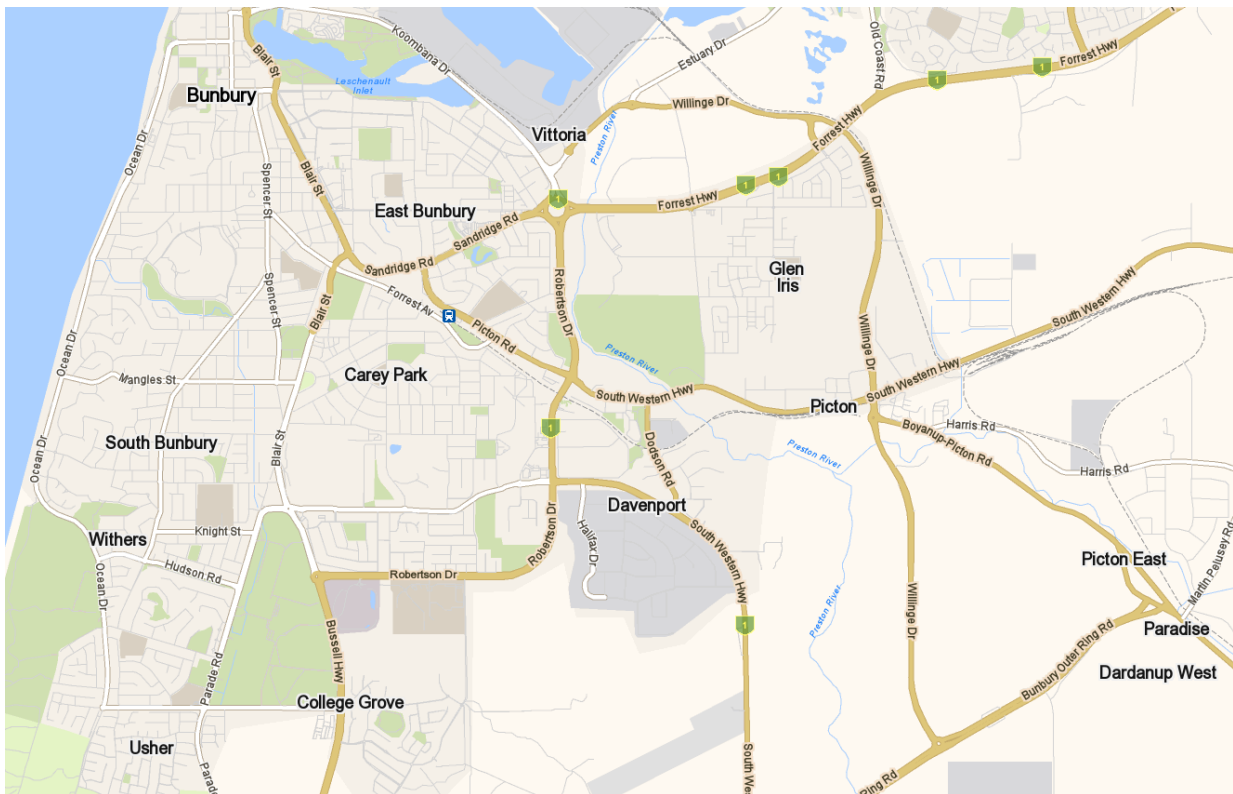 Old Coast Rd
1
Forrest Hwy
1
Koombana Dr
Estuary Dr
Blair St
Leschenault
Inlet
Bunbury
Willinge Dr
Forrest Hwy
Vittoria
Preston River
Ocean Dr
Blair St
Spencer St
Willinge Dr
1
1
1
Forrest Hwy
East Bunbury
Sandridge Rd
Sandridge Rd
Glen
Iris
South Western Hwy
Spencer St
Blair St
Forrest Av
Robertson Dr
Picton Rd
Willinge Dr
Ocean Dr
Preston River
Mangles St
Carey Park
South Western Hwy
South Western Hwy
Picton
1
Harris Rd
Boyanup-Picton Rd
South Bunbury
Ocean Dr
Blair St
Dodson Rd
Preston River
Harris Rd
Davenport
Knight St
Withers
Halifax Dr
Robertson Dr
South Western Hwy
Hudson Rd
Robertson Dr
Picton East
Martin Pelusey Rd
Ocean Dr
Preston River
Willinge Dr
1
Paradise
Bussell Hwy
Parade Rd
Bunbury Outer Ring Rd
Dardanup West
College Grove
Usher
Parade
South Wes
Ring Rd